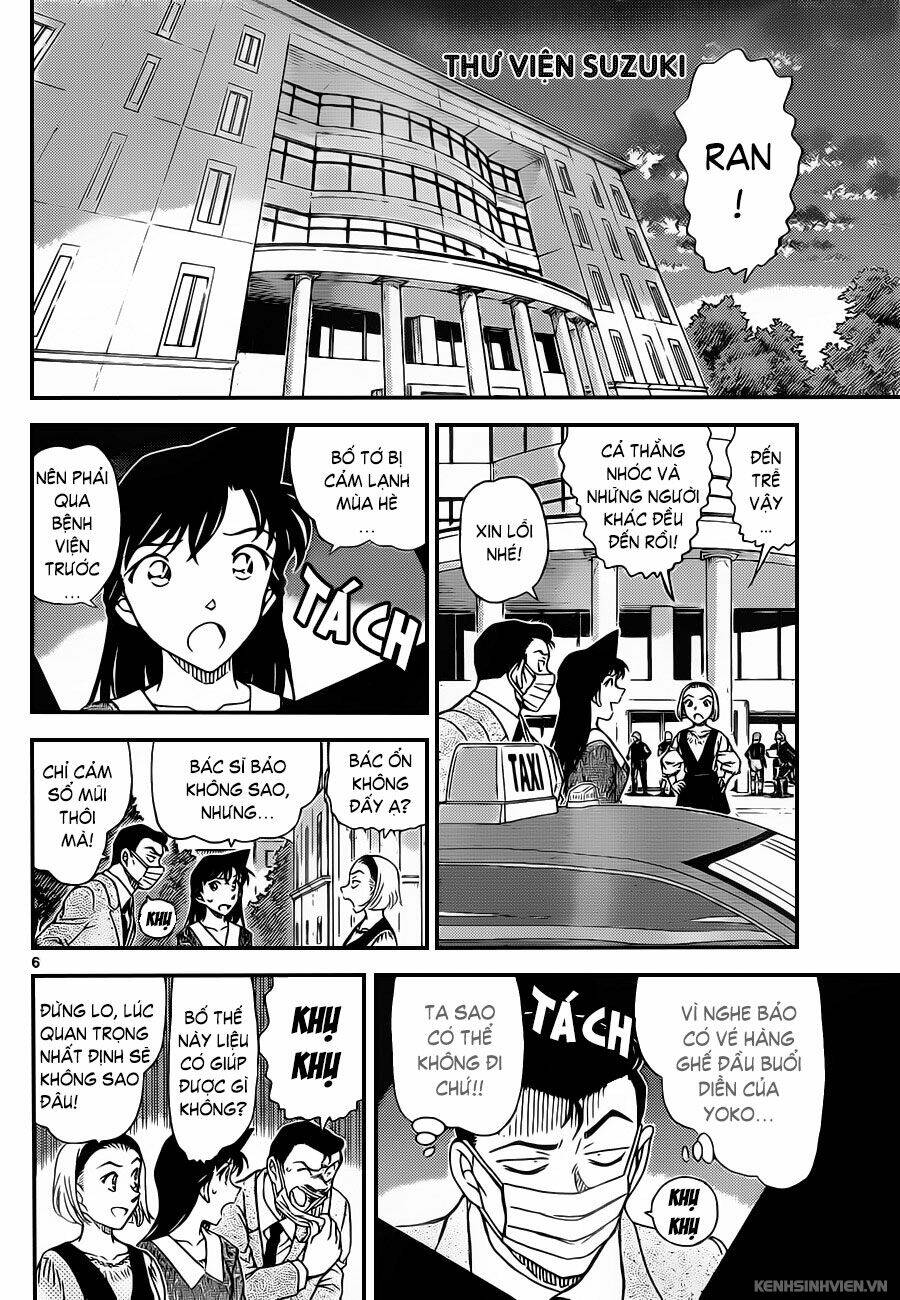 THƯ VIỆN SUZUKI
RAN
!
ĐẾN
TRỄ
VẬY
...
CẢ THẰNG
NHÓC VÀ
NHỮNG NGƯỜI
KHÁC ĐỀU
ĐẾN RỒI!
XIN LỖI
NHÉ!
TAXI
BỐ TỚ BỊ
CẢM LẠNH
MÙA HÈ
...
NÊN PHẢI
QUA
BỆNH
VIỆN
TRƯỚC
...
TÁCH
BÁC ỔN
KHÔNG
ĐẤY Ạ?
BÁC SĨ BẢO
KHÔNG SAO,
NHƯNG...
CHỈ CẢM
SỔ MŨI
THÔI
MÀ!
KHỤ
6
VÌ NGHE BẢO
CÓ VÉ HÀNG
GHẾ ĐẦU BUỔI
DIỄN CỦA
YOKO...
TÁCH
TA SAO
CÓ THỂ
KHÔNG ĐI
CHỨ!!
KHỤ
KHỤ
KHỤ
KHỤ
BỐ THẾ
NÀY LIỆU
CÓ GIÚP
ĐƯỢC GÌ
KHÔNG?
ĐỪNG LO, LÚC
QUAN TRỌNG
NHẤT ĐỊNH SẼ
KHÔNG SAO
ĐÂU!
KENHSINHVIEN.VN